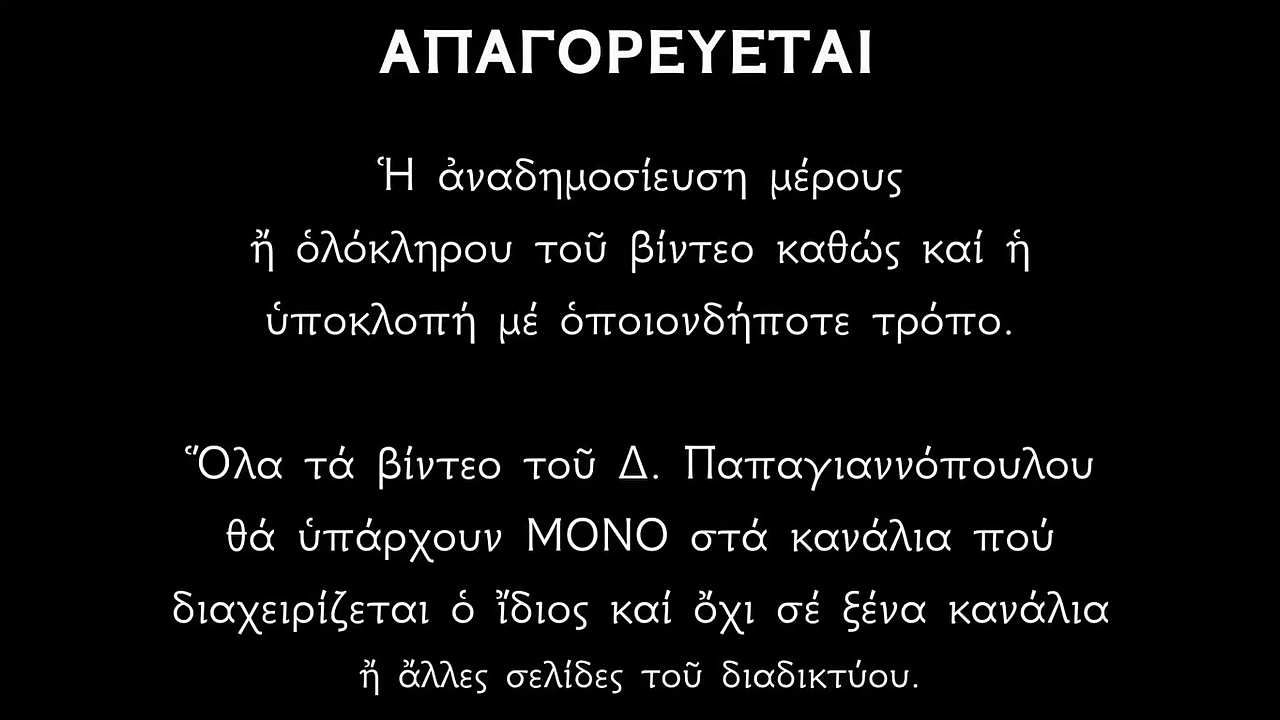 ΑΠΑΓΟΡΕΥΕΤΑΙ
Ἡ ἀναδημοσίευση μέρους
ἤ ὁλόκληρου τοῦ βίντεο καθώς καί ἡ
ὑποκλοπή μέ ὁποιονδήποτε τρόπο.
Ὅλα τά βίντεο τοῦ Δ. Παπαγιαννόπουλου
θά ὑπάρχουν ΜΟΝΟ στά κανάλια πού
διαχειρίζεται ὁ ἴδιος καί ὄχι σέ ξένα κανάλια
ἤ ἄλλες σελίδες τοῦ διαδικτύου.